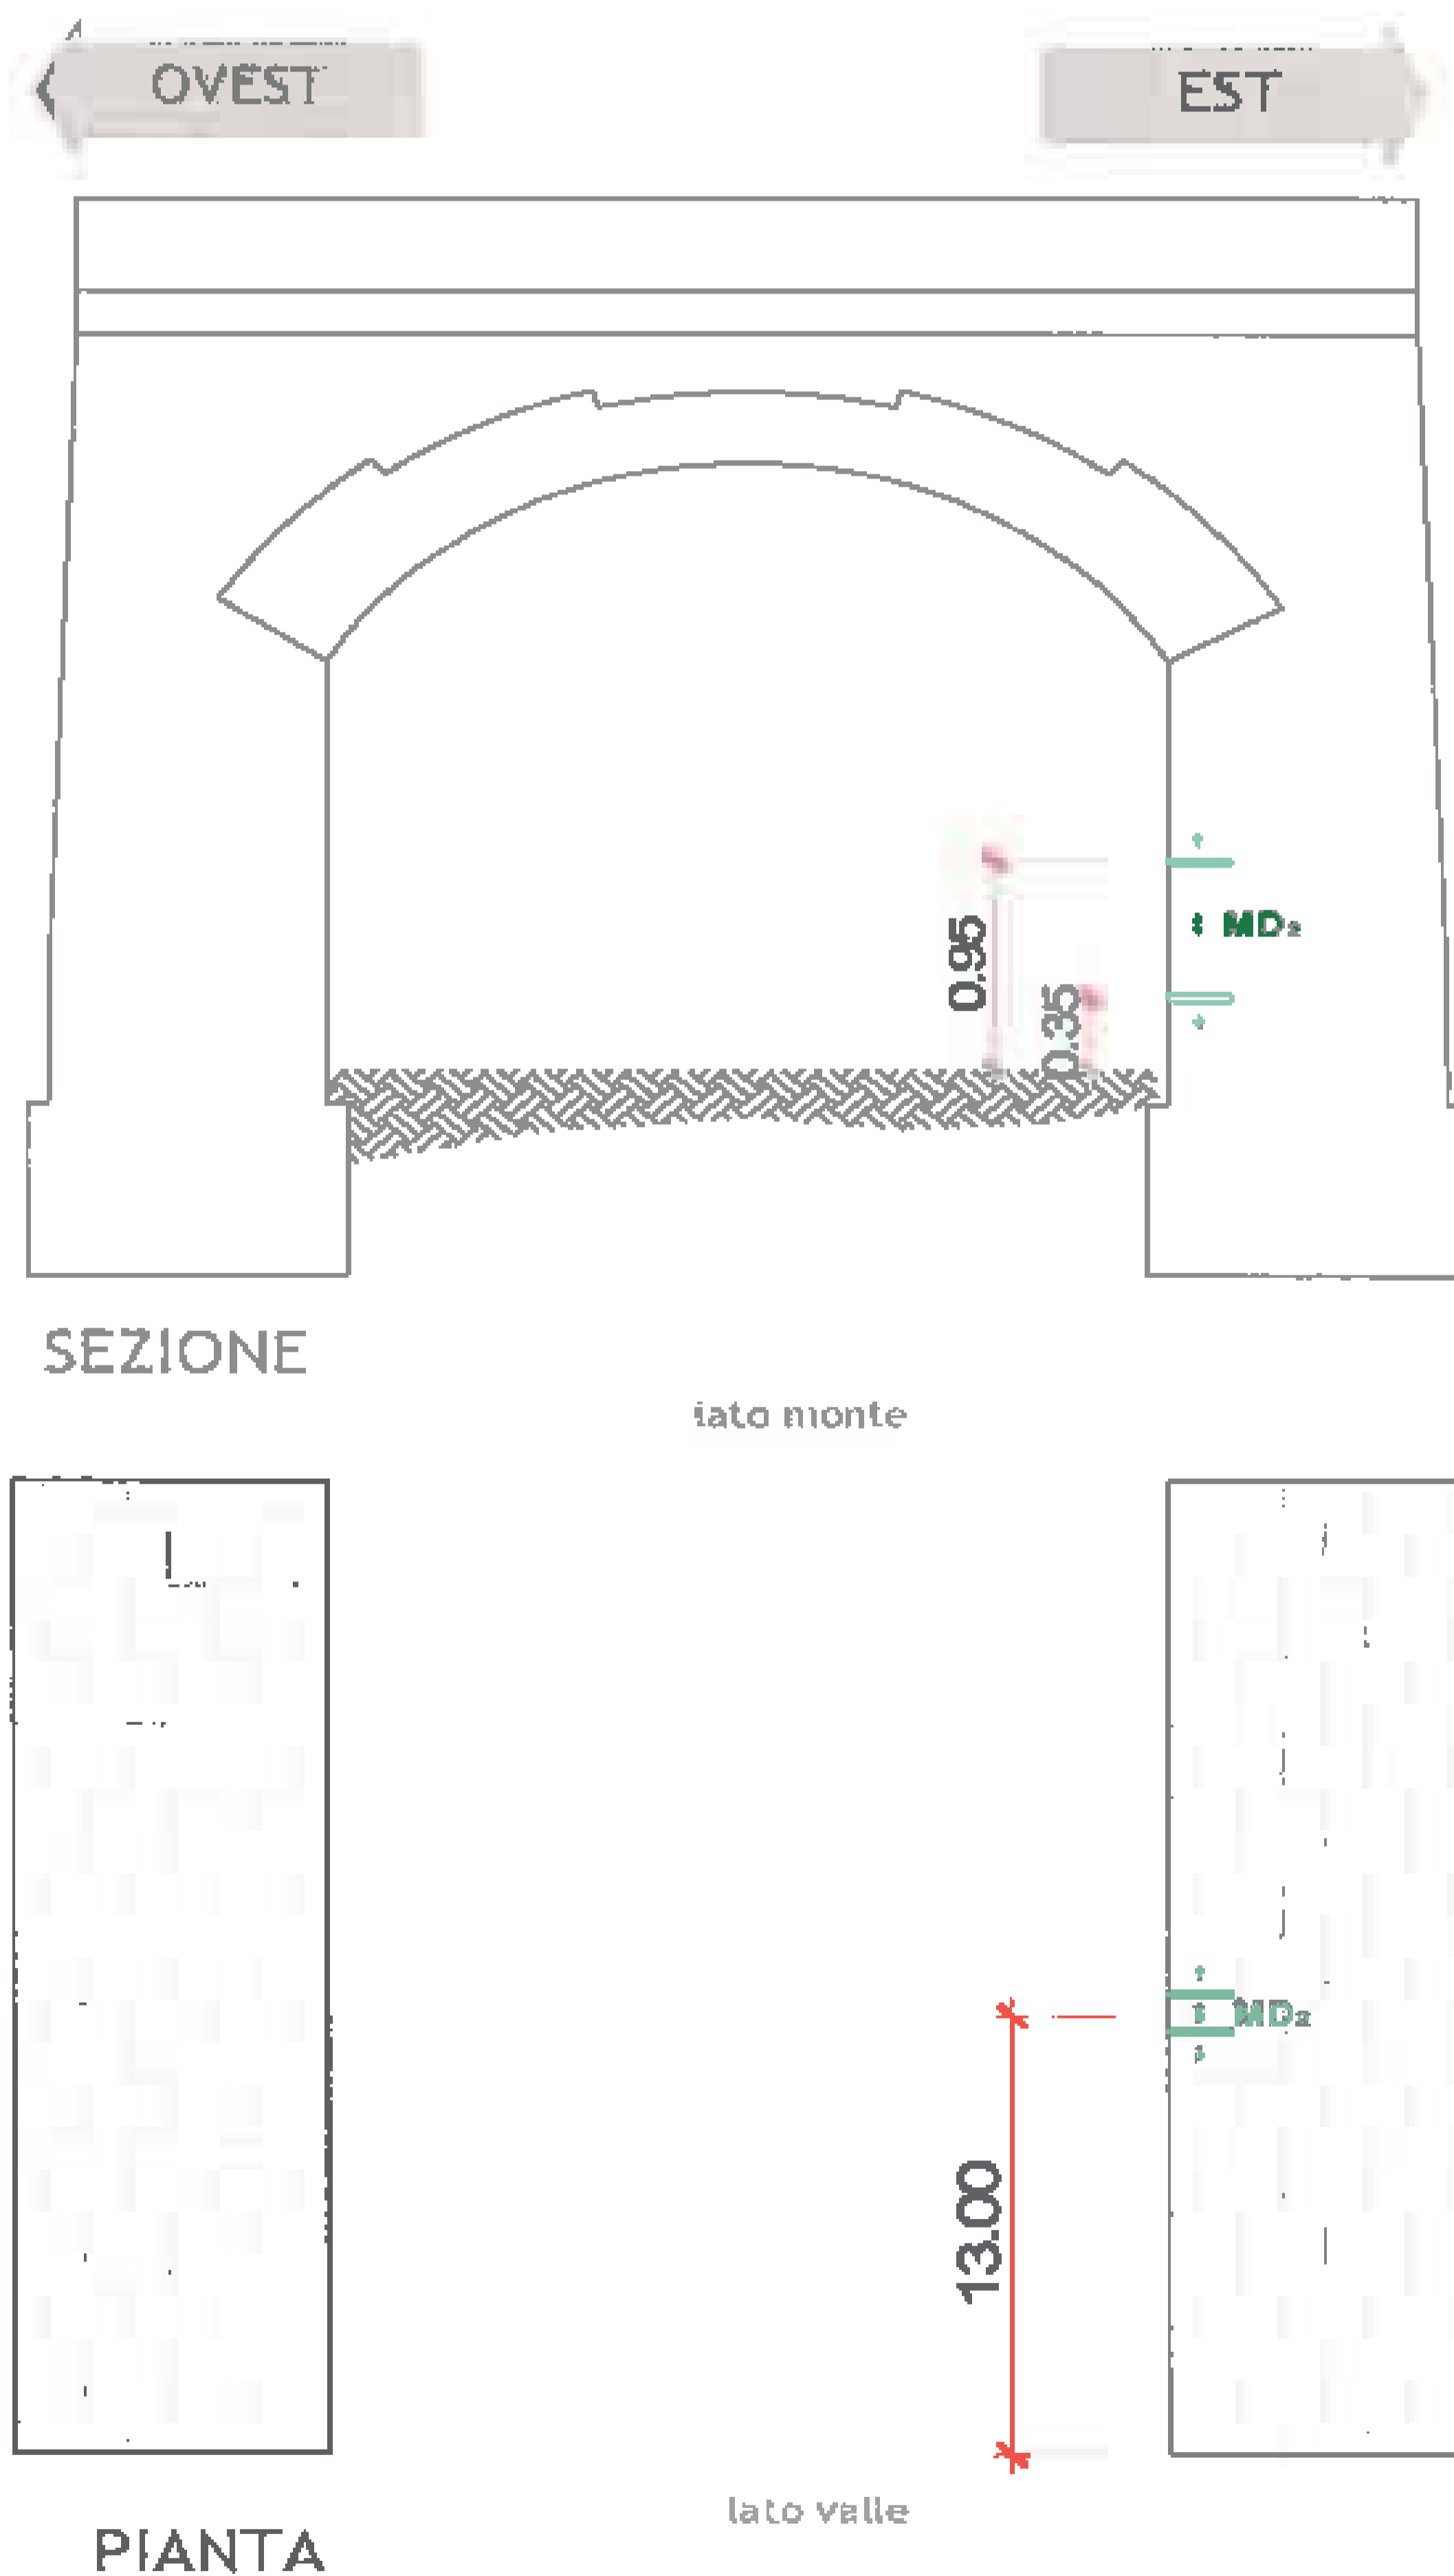 OVEST
EST
0.95
MD2
0.35
SEZIONE
lato monte
MD2
13.00
lato valle
PIANTA